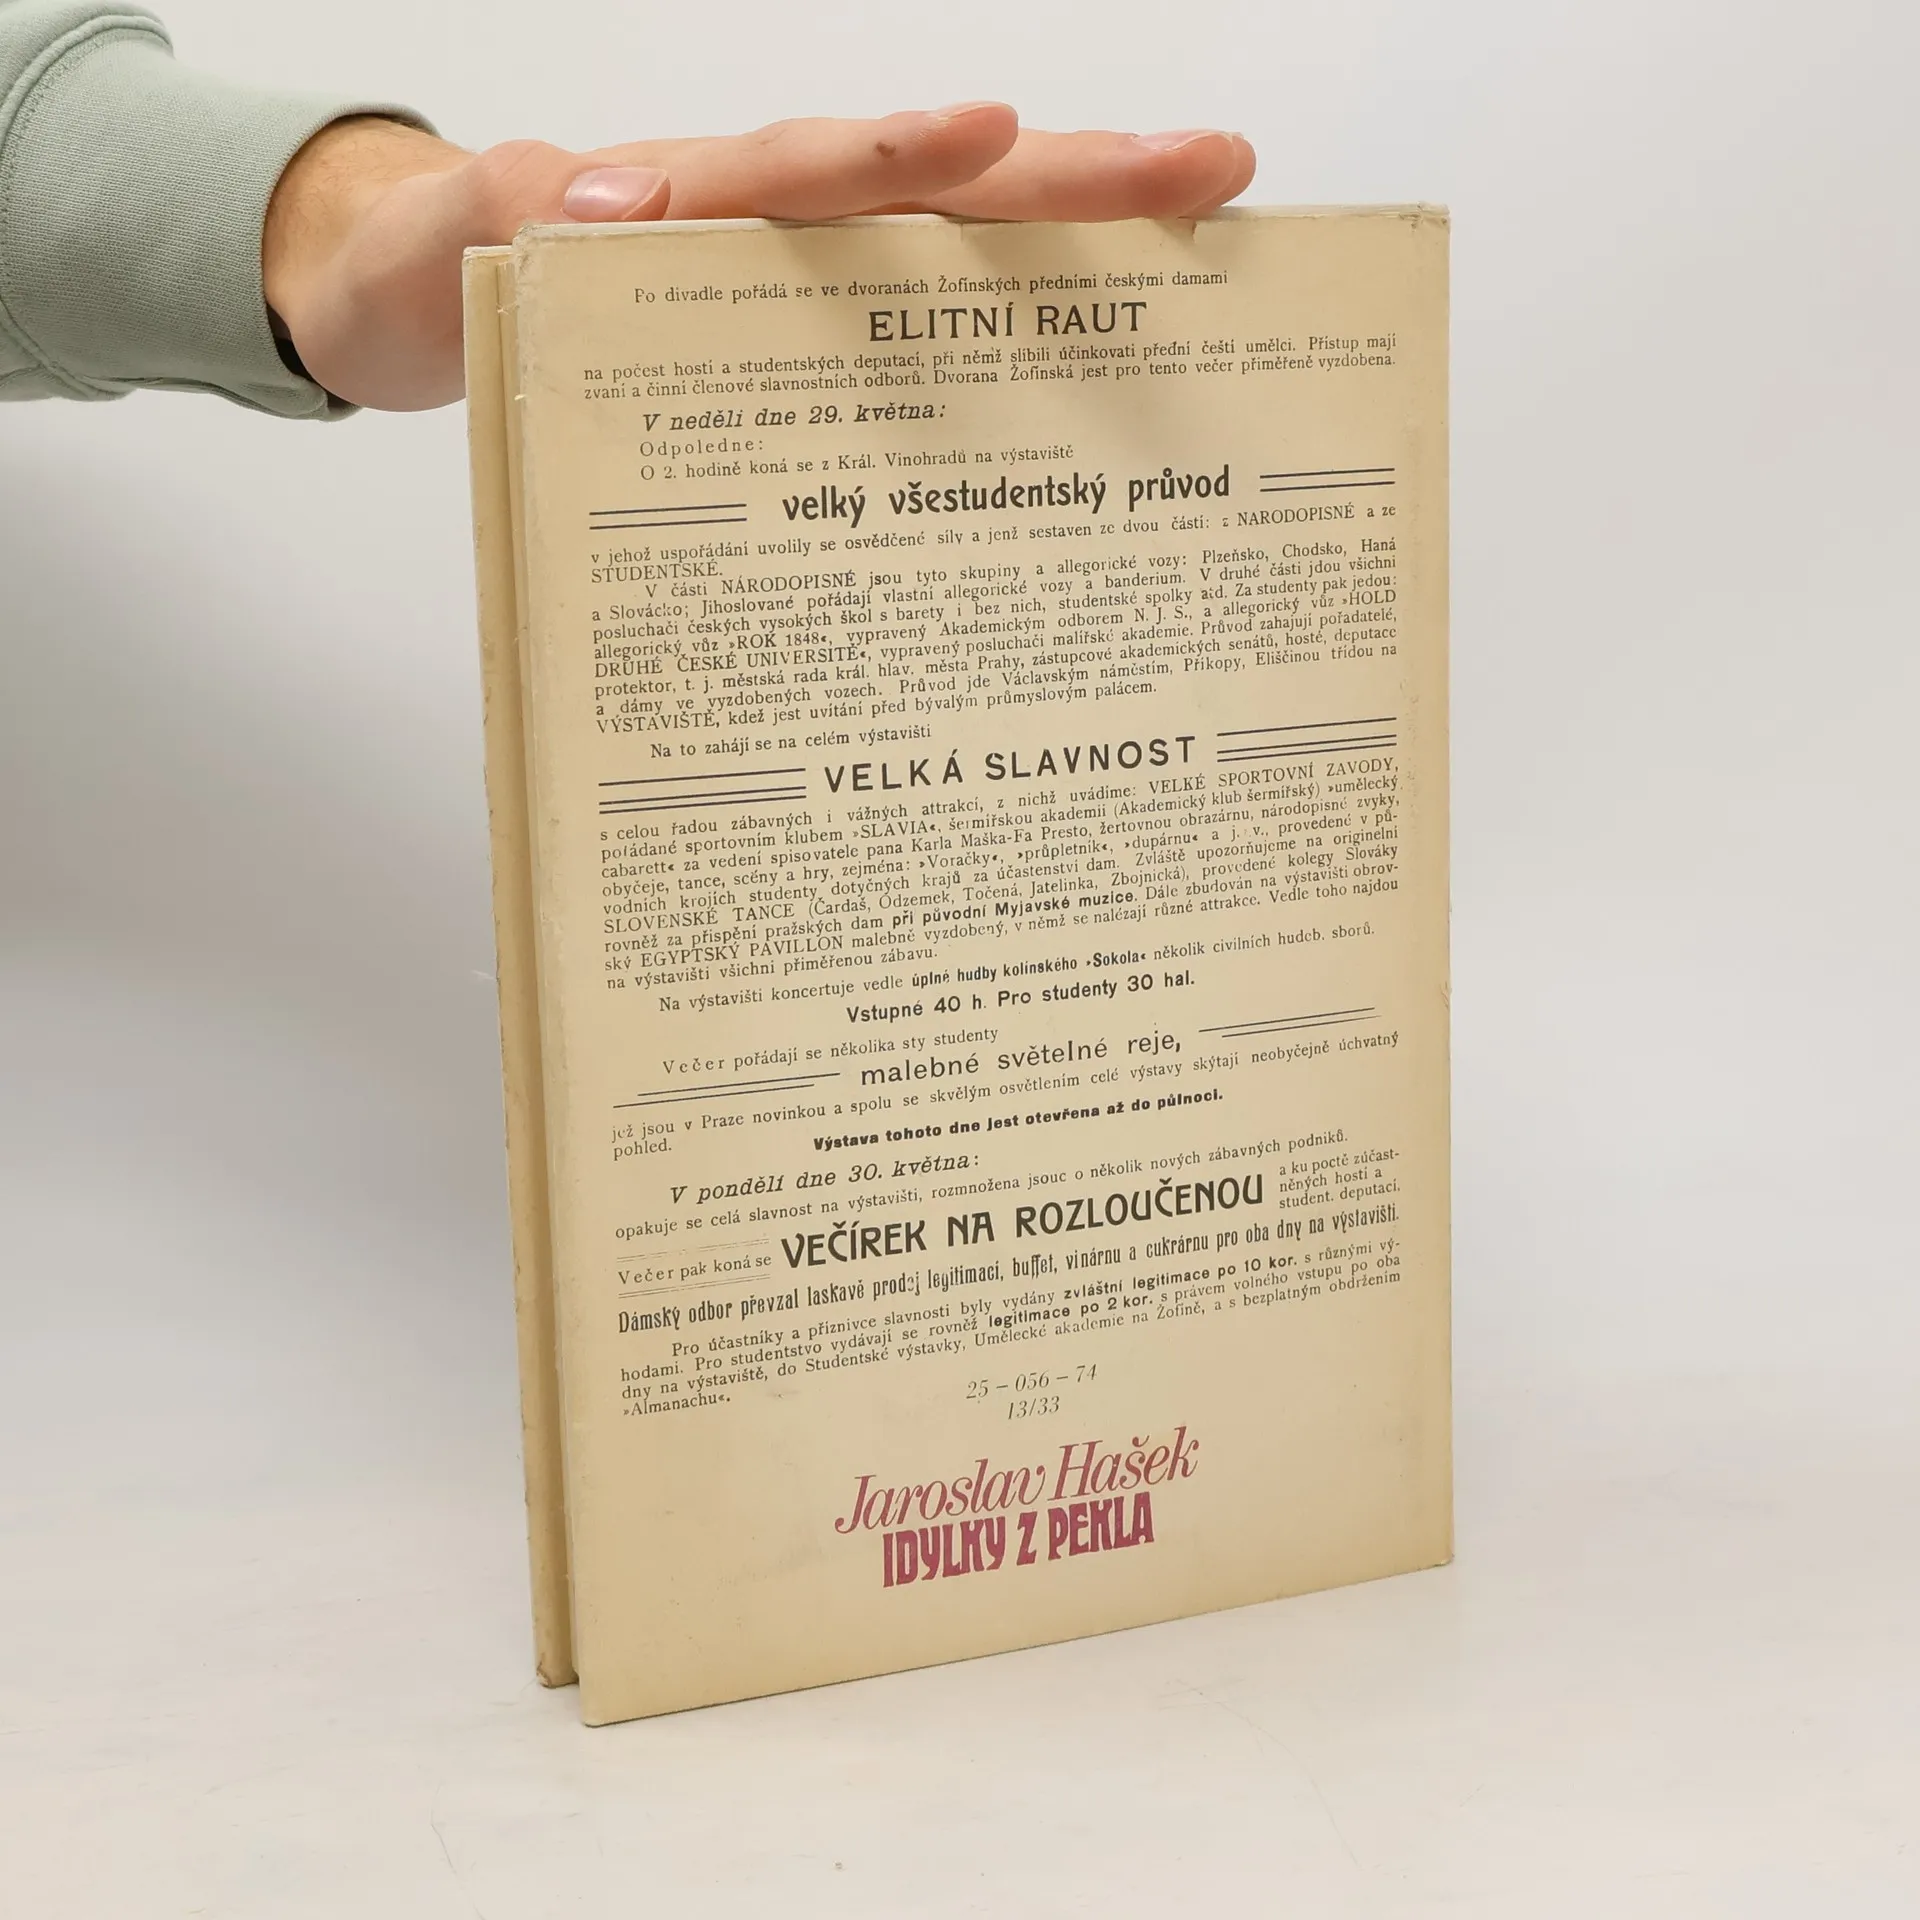 Po divadle pořádá se ve dvoranách Žofínských předními českými damami
ELITNÍ RAUT
na počest hostí a studentských deputací, při němž slíbili účinkovati přední čeští umělci. Přístup mají
zvaní a činní členové slavnostních odborů. Dvorana Žofínská jest pro tento večer přiměřeně vyzdobena.
V neděli dne 29. května:
Odpoledne:
O 2. hodině koná se z Král. Vinohradů na výstaviště
velký všestudentský průvod
v jehož uspořádání uvolily se osvědčené síly a jenž sestaven ze dvou částí: z NARODOPISNÉ a ze
STUDENTSKÉ.
V části NÁRODOPISNÉ jsou tyto skupiny a allegorické vozy: Plzeňsko, Chodsko, Haná
a Slovácko; Jihoslované pořádají vlastní allegorické vozy a banderium. V druhé části jdou všichni
posluchači českých vysokých škol s barety i bez nich, studentské spolky atd. Za studenty pak jedou:
allegorický vůz »ROK 1848«, vypravený Akademickým odborem N. J. S., a allegorický vůz »HOLD
DRUHÉ ČESKÉ UNIVERSITĚ«, vypravený posluchači malířské akademie. Průvod zahajují pořadatelé,
protektor, t. j. městská rada král. hlav. města Prahy, zástupcové akademických senátů, hosté, deputace
a dámy ve vyzdobených vozech. Průvod jde Václavským náměstím, Příkopy, Eliščinou třídou na
VÝSTAVIŠTĚ, kdež jest uvítání před bývalým průmyslovým palácem.
Na to zahájí se na celém výstavišti
VELKÁ SLAVNOST
s celou řadou zábavných i vážných attrakcí, z nichž uvádíme: VELKÉ SPORTOVNÍ ZAVODY,
pořádané sportovním klubem »SLAVIA«, šermířskou akademii (Akademický klub šermířský) »umělecký
cabarett« za vedení spisovatele pana Karla Maška-Fa Presto, žertovnou obrazárnu, národopisné zvyky,
obyčeje, tance, scény a hry, zejména: »Voračky«, »průpletník«, »dupárnu« a j. v., provedené v pů-
vodních krojích studenty dotyčných krajů za účastenství dam. Zvláště upozorňujeme na originelní
SLOVENSKÉ TANCE (Čardaš, Odzemek, Točená, Jatelinka, Zbojnická), provedené kolegy Slováky
rovněž za přispění pražských dam při původní Myjavské muzice. Dále zbudován na výstavišti obrov-
ský EGYPTSKÝ PAVILLON malebně vyzdobený, v němž se nalézají různé attrakce. Vedle toho najdou
na výstavišti všichni přiměřenou zábavu.
Na výstavišti koncertuje vedle úplné hudby kolínského »Sokola« několik civilních hudeb. sborů.
Vstupné 40 h. Pro studenty 30 hal.
Večer pořádají se několika sty studenty
malebné světelné reje,
jež jsou v Praze novinkou a spolu se skvělým osvětlením celé výstavy skýtají neobyčejně úchvatný
pohled.
Výstava tohoto dne jest otevřena až do půlnoci.
V pondělí dne 30. května:
opakuje se celá slavnost na výstavišti, rozmnožena jsouc o několik nových zábavných podniků.
Večer pak koná se VEČÍREK NA ROZLOUČENOU a ku poctě zúčast-
něných hostí a
student. deputací.
Dámský odbor převzal laskavě prodej legitimací, buffet, vinárnu a cukrárnu pro oba dny na výstavišti.
Pro účastníky a příznivce slavnosti byly vydány zvláštní legitimace po 10 kor. s různými vý-
hodami. Pro studentstvo vydávají se rovněž legitimace po 2 kor. s právem volného vstupu po oba
dny na výstaviště, do Studentské výstavky, Umělecké akademie na Žofíně, a s bezplatným obdržením
»Almanachu«.
25 – 056 – 74
13/33
Jaroslav Hašek
IDYLKY Z PEKLA